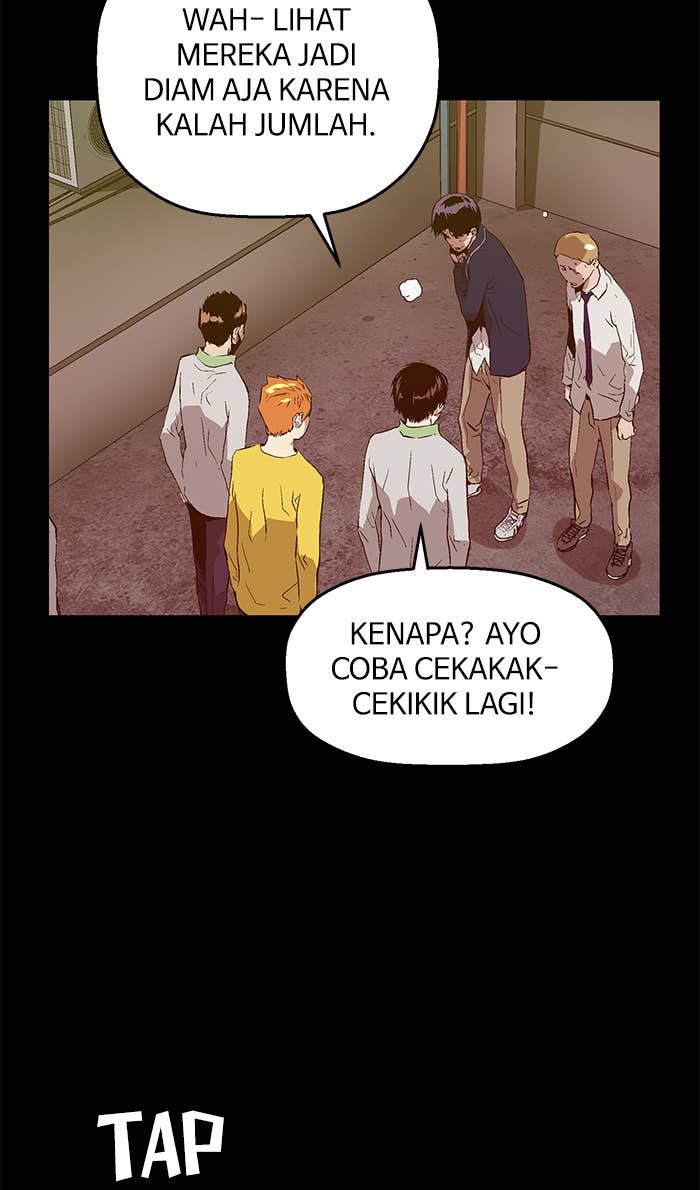 WAH- LIHAT
MEREKA JADI
DIAM AJA KARENA
KALAH JUMLAH.
KENAPA? AYO
COBA CEKAKAK-
CEKIKIK LAGI!
TAP